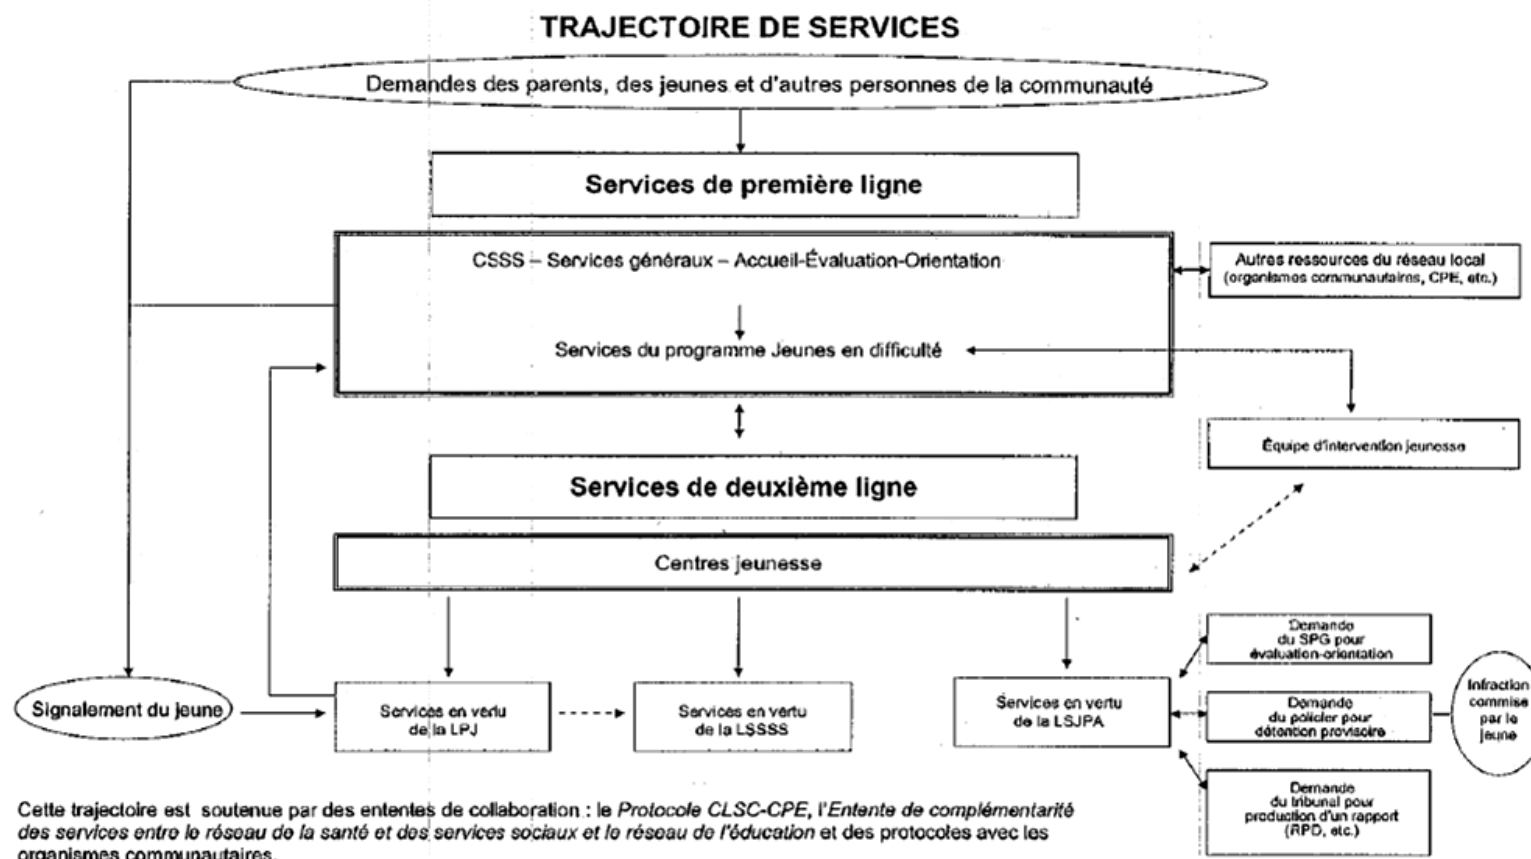 TRAJECTOIRE DE SERVICES
Demandes des parents, des jeunes et d'autres personnes de la communauté
Services de première ligne
CSSS – Services généraux – Accueil-Évaluation-Orientation
Autres ressources du réseau local
(organismes communautaires, CPE, etc.)
Services du programme Jeunes en difficulté
Équipe d'intervention jeunesse
Services de deuxième ligne
Centres jeunesse
Signalement du jeune
Services en vertu
de la LPJ
Services en vertu
de la LSSSS
Services en vertu
de la LSJPA
Demande
du SPG pour
évaluation-orientation
Demande
du policier pour
détention provisoire
Demande
du tribunal pour
production d'un rapport
(RPD, etc.)
Infraction
commise
par le
jeune
Cette trajectoire est soutenue par des ententes de collaboration : le Protocole CLSC-CPE, l'Entente de complémentarité
des services entre le réseau de la santé et des services sociaux et le réseau de l'éducation et des protocoles avec les
organismes communautaires.